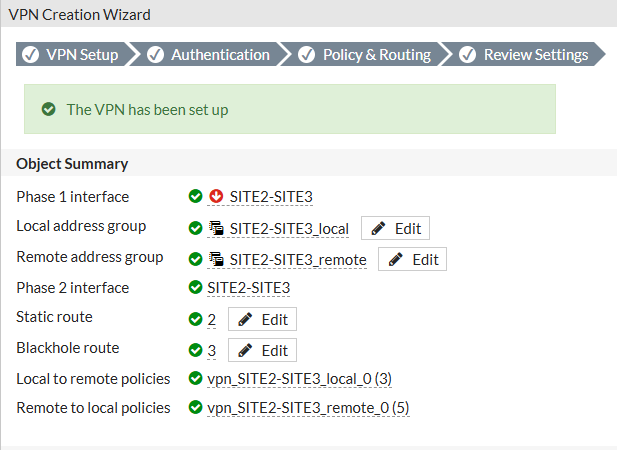 VPN Creation Wizard
VPN Setup Authentication Policy & Routing Review Settings
The VPN has been set up
Object Summary
Phase 1 interface SITE2-SITE3
Local address group SITE2-SITE3_local Edit
Remote address group SITE2-SITE3_remote Edit
Phase 2 interface SITE2-SITE3
Static route 2 Edit
Blackhole route 3 Edit
Local to remote policies vpn_SITE2-SITE3_local_0 (3)
Remote to local policies vpn_SITE2-SITE3_remote_0 (5)